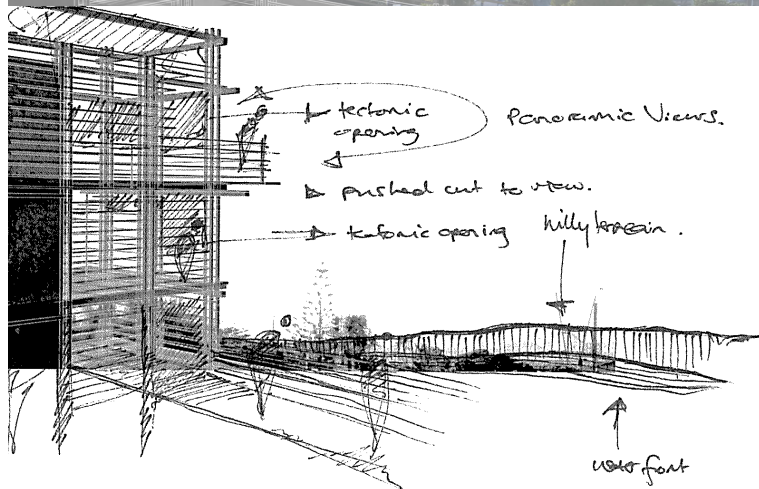 tectonic
opening
Panoramic Views.
pushed out to view.
tectonic opening
hilly terrain.
water front